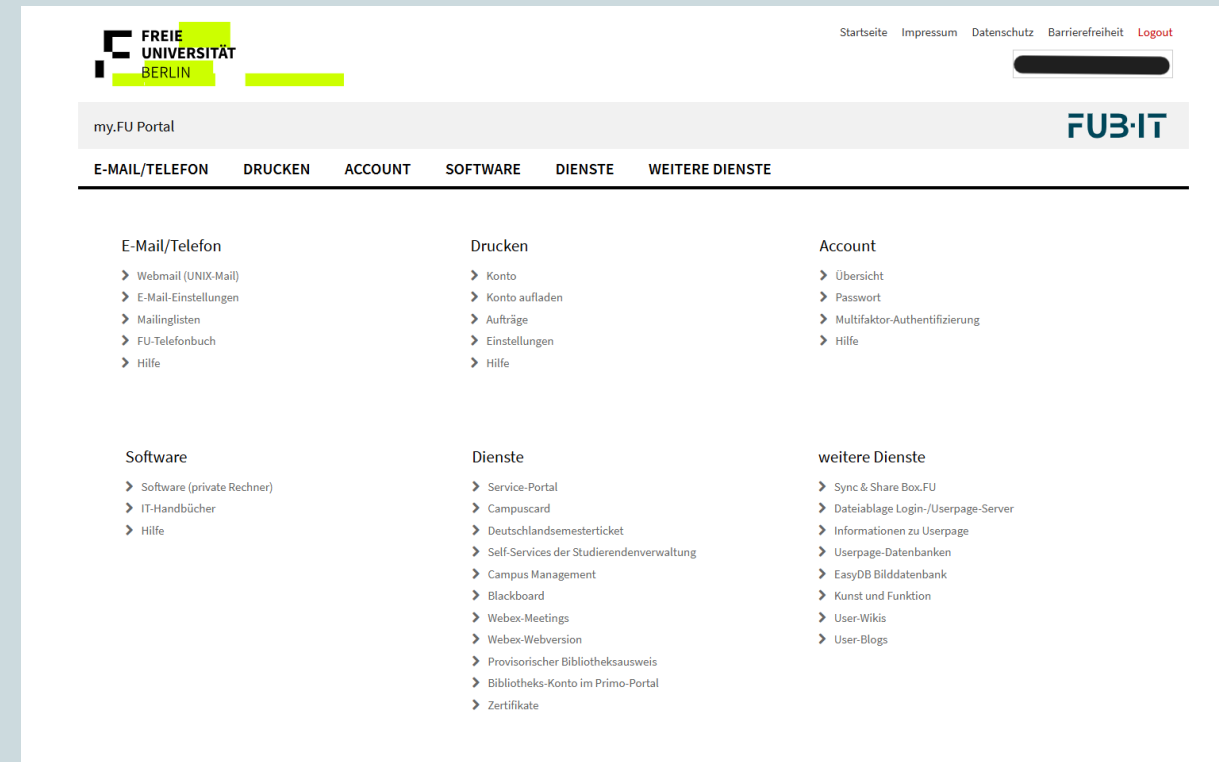 FREIE
UNIVERSITÄT
BERLIN
Startseite Impressum Datenschutz Barrierefreiheit Logout
my.FU Portal
FUB·IT
E-MAIL/TELEFON DRUCKEN ACCOUNT SOFTWARE DIENSTE WEITERE DIENSTE
E-Mail/Telefon
Webmail (UNIX-Mail)
E-Mail-Einstellungen
Mailinglisten
FU-Telefonbuch
Hilfe
Drucken
Konto
Konto aufladen
Aufträge
Einstellungen
Hilfe
Account
Übersicht
Passwort
Multifaktor-Authentifizierung
Hilfe
Software
Software (private Rechner)
IT-Handbücher
Hilfe
Dienste
Service-Portal
Campuscard
Deutschlandsemesterticket
Self-Services der Studierendenverwaltung
Campus Management
Blackboard
Webex-Meetings
Webex-Webversion
Provisorischer Bibliotheksausweis
Bibliotheks-Konto im Primo-Portal
Zertifikate
weitere Dienste
Sync & Share Box.FU
Dateiablage Login-/Userpage-Server
Informationen zu Userpage
Userpage-Datenbanken
EasyDB Bilddatenbank
Kunst und Funktion
User-Wikis
User-Blogs